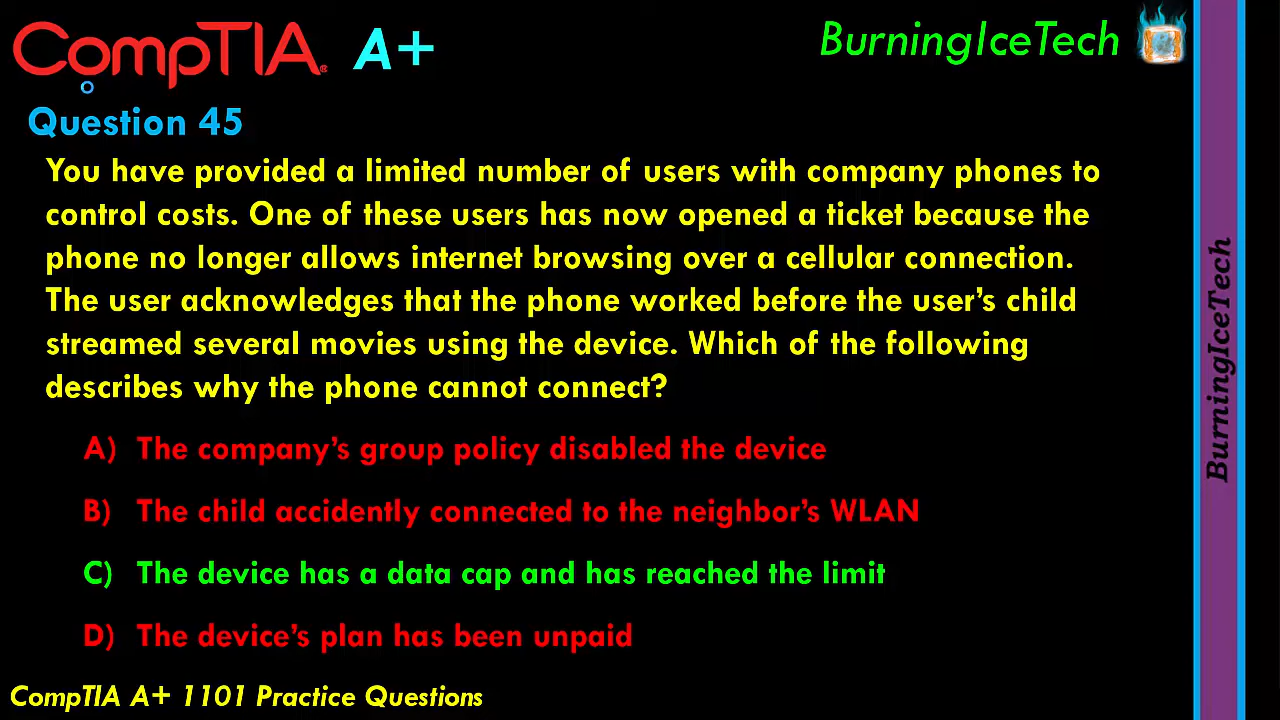 CompTIA® A+
BurningIceTech
Question 45
You have provided a limited number of users with company phones to
control costs. One of these users has now opened a ticket because the
phone no longer allows internet browsing over a cellular connection.
The user acknowledges that the phone worked before the user's child
streamed several movies using the device. Which of the following
describes why the phone cannot connect?
A) The company's group policy disabled the device
B) The child accidently connected to the neighbor's WLAN
C) The device has a data cap and has reached the limit
D) The device's plan has been unpaid
CompTIA A+ 1101 Practice Questions
BurningIceTech